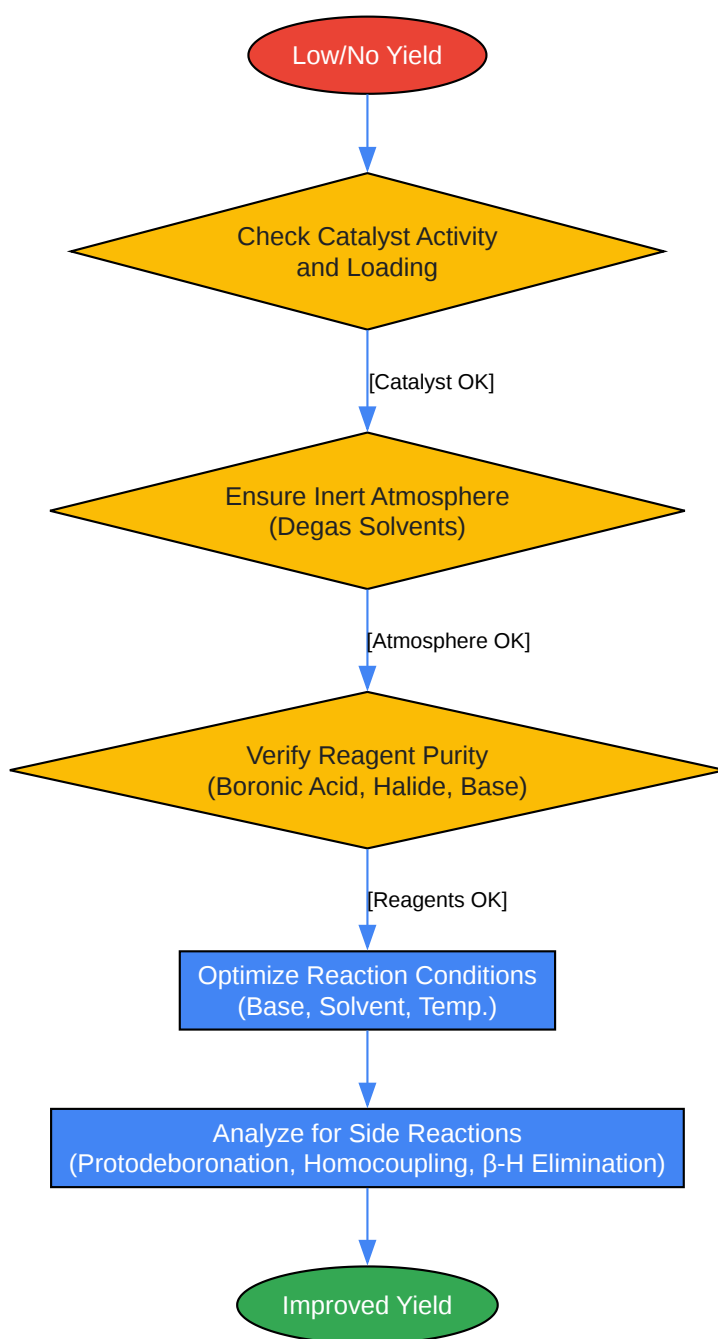 Low/No Yield
Check Catalyst Activity
and Loading
[Catalyst OK]
Ensure Inert Atmosphere
(Degas Solvents)
[Atmosphere OK]
Verify Reagent Purity
(Boronic Acid, Halide, Base)
[Reagents OK]
Optimize Reaction Conditions
(Base, Solvent, Temp.)
Analyze for Side Reactions
(Protodeboronation, Homocoupling, β-H Elimination)
Improved Yield